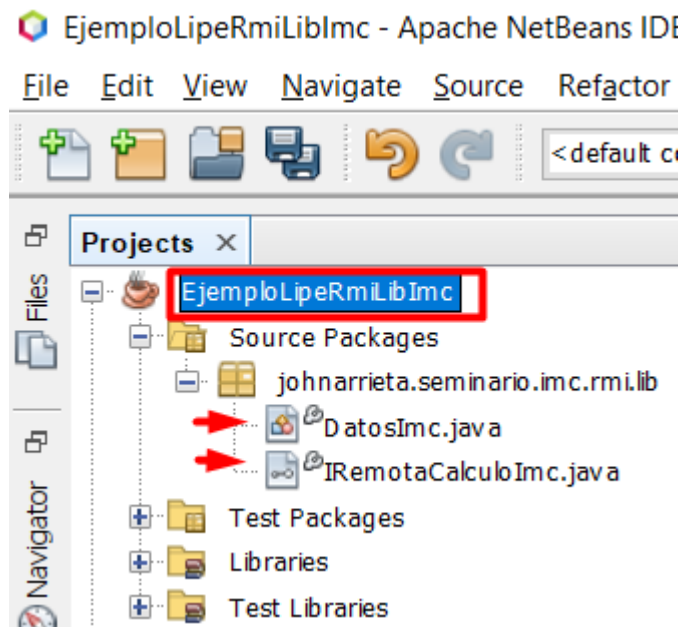 EjemploLipeRmiLibImc - Apache NetBeans IDE
File Edit View Navigate Source Refactor
<default co
Projects ×
Files
Navigator
EjemploLipeRmiLibImc
Source Packages
johnarrieta.seminario.imc.rmi.lib
DatosImc.java
IRemotaCalculoImc.java
Test Packages
Libraries
Test Libraries